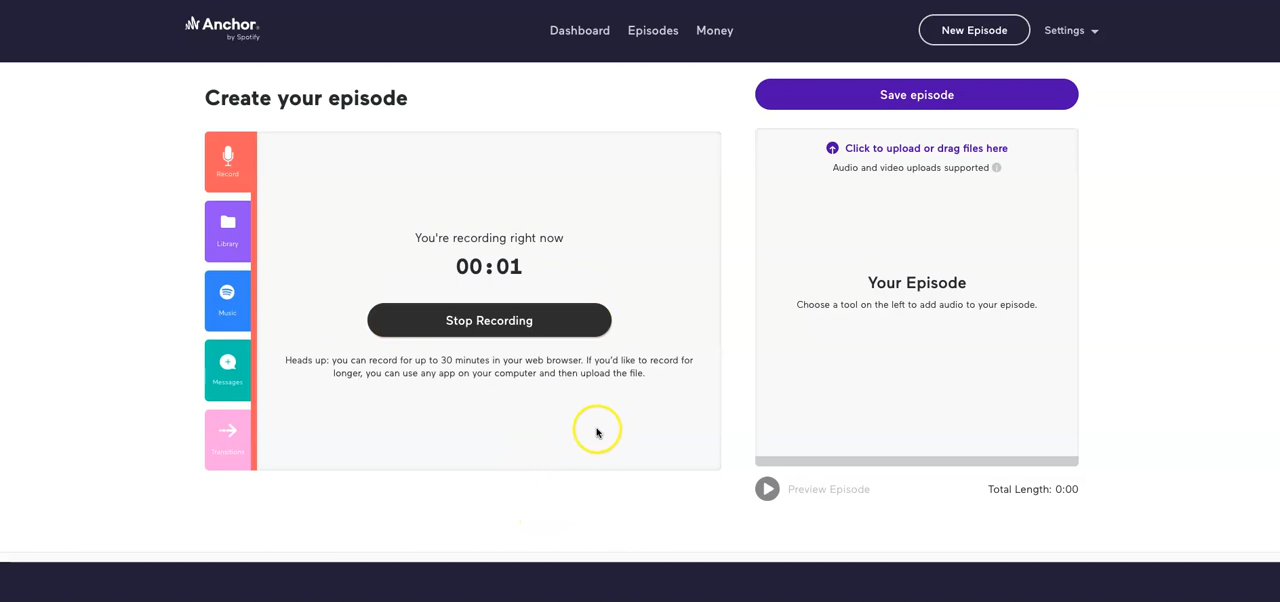 Anchor
by Spotify
Dashboard
Episodes
Money
New Episode
Settings
Create your episode
Save episode
Record
Library
Music
Messages
Transitions
You're recording right now
00:01
Stop Recording
Heads up: you can record for up to 30 minutes in your web browser. If you'd like to record for
longer, you can use any app on your computer and then upload the file.
Click to upload or drag files here
Audio and video uploads supported
Your Episode
Choose a tool on the left to add audio to your episode.
Preview Episode
Total Length: 0:00